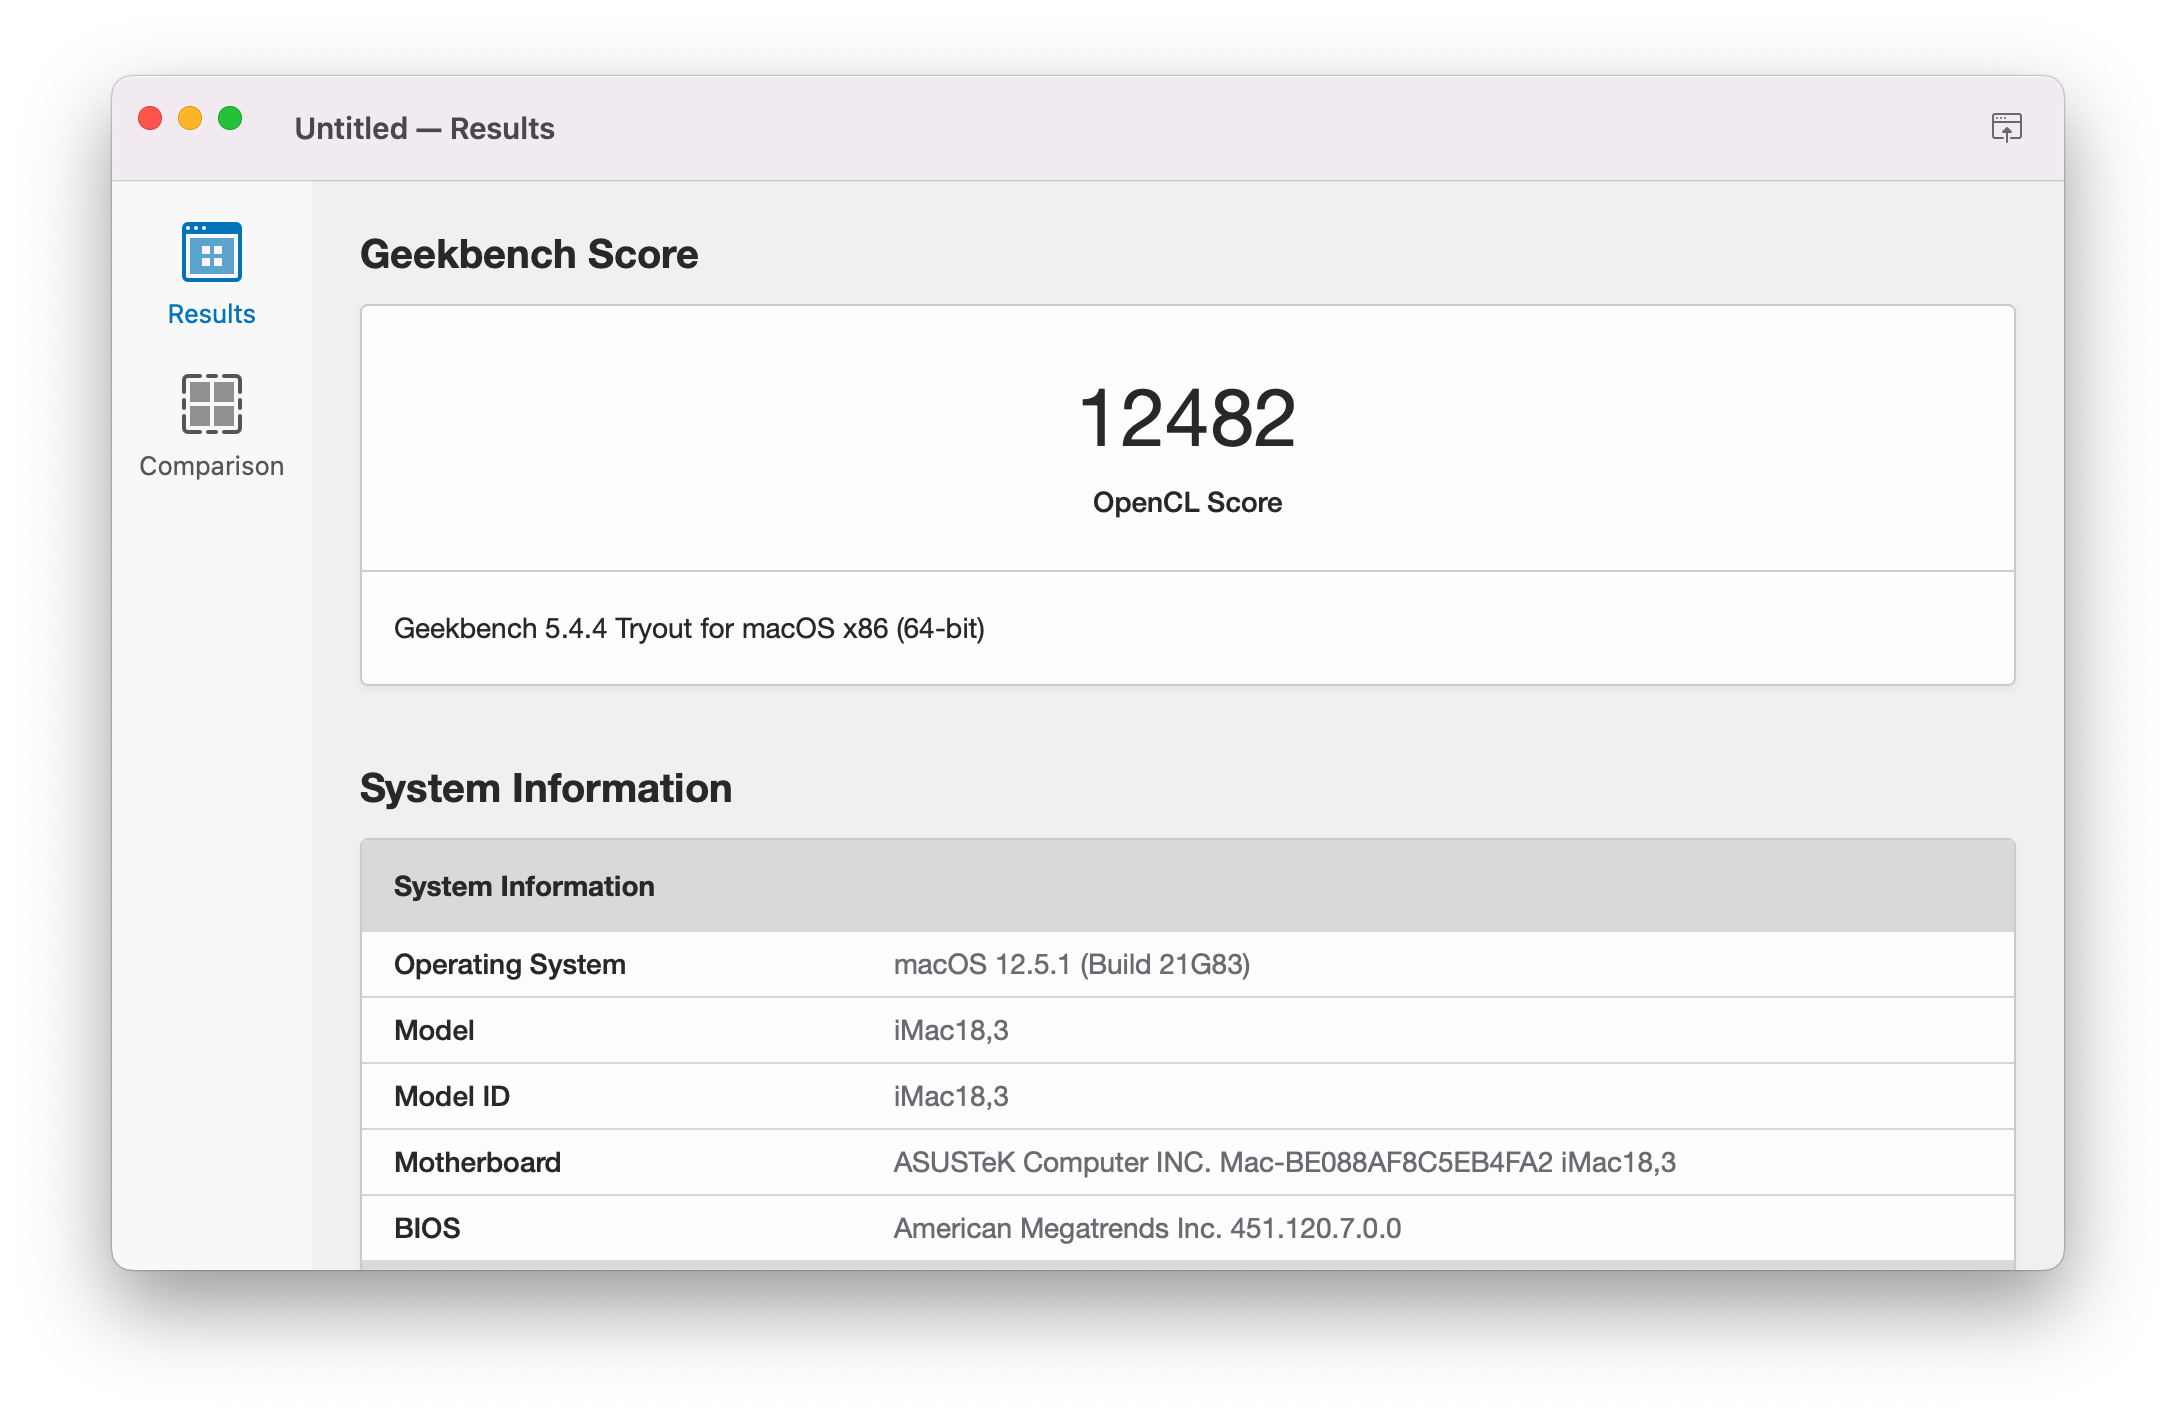 Untitled — Results
Results
Comparison
Geekbench Score
12482
OpenCL Score
Geekbench 5.4.4 Tryout for macOS x86 (64-bit)
System Information
System Information
Operating System macOS 12.5.1 (Build 21G83)
Model iMac18,3
Model ID iMac18,3
Motherboard ASUSTeK Computer INC. Mac-BE088AF8C5EB4FA2 iMac18,3
BIOS American Megatrends Inc. 451.120.7.0.0